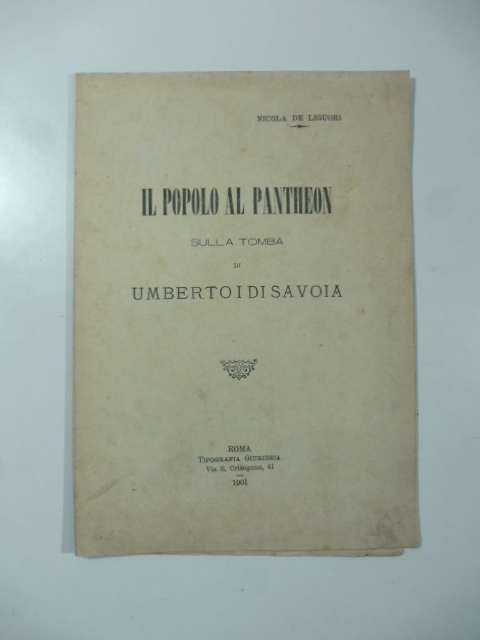 NICOLA DE LIGUORI
IL POPOLO AL PANTHEON
SULLA TOMBA
DI
UMBERTO I DI SAVOIA
ROMA
TIPOGRAFIA GIURIDICA
Via S. Crisogono, 41
1901